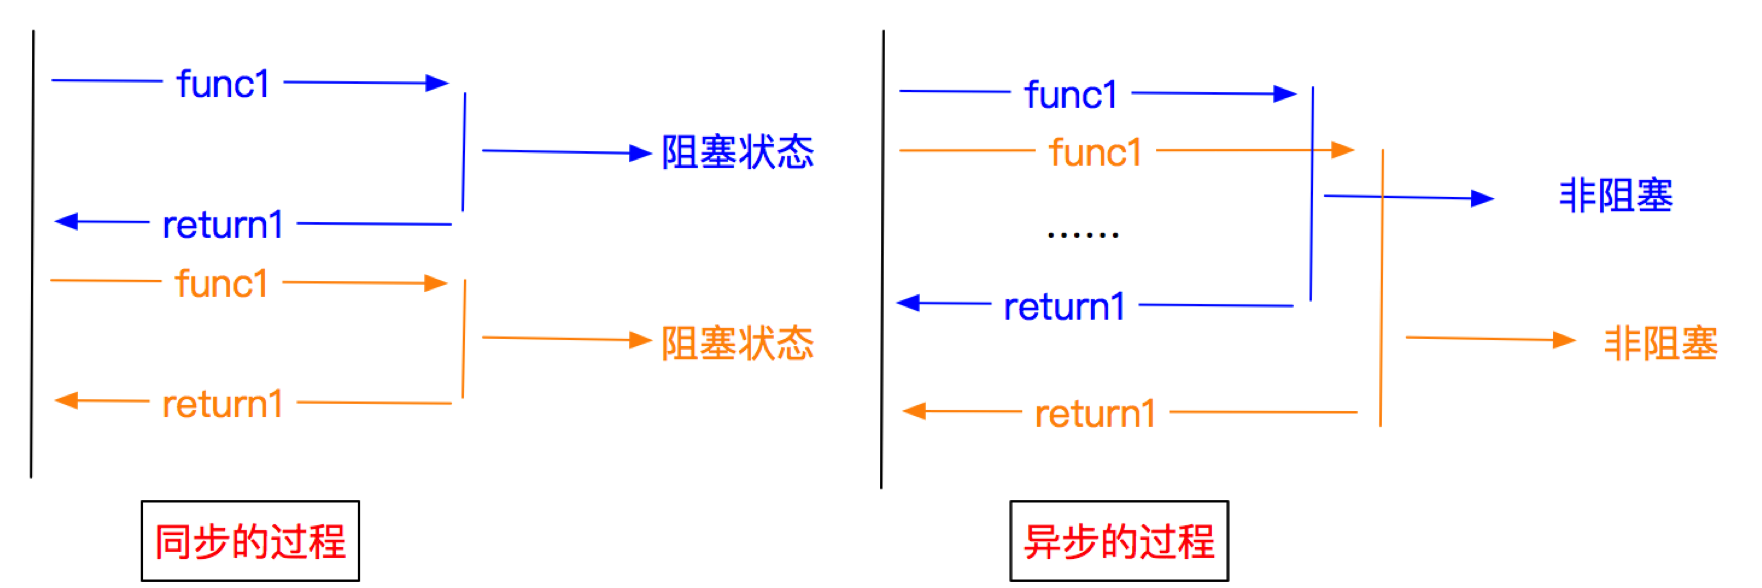 func1
阻塞状态
return1
func1
阻塞状态
return1
同步的过程
func1
func1
非阻塞
......
return1
非阻塞
return1
异步的过程